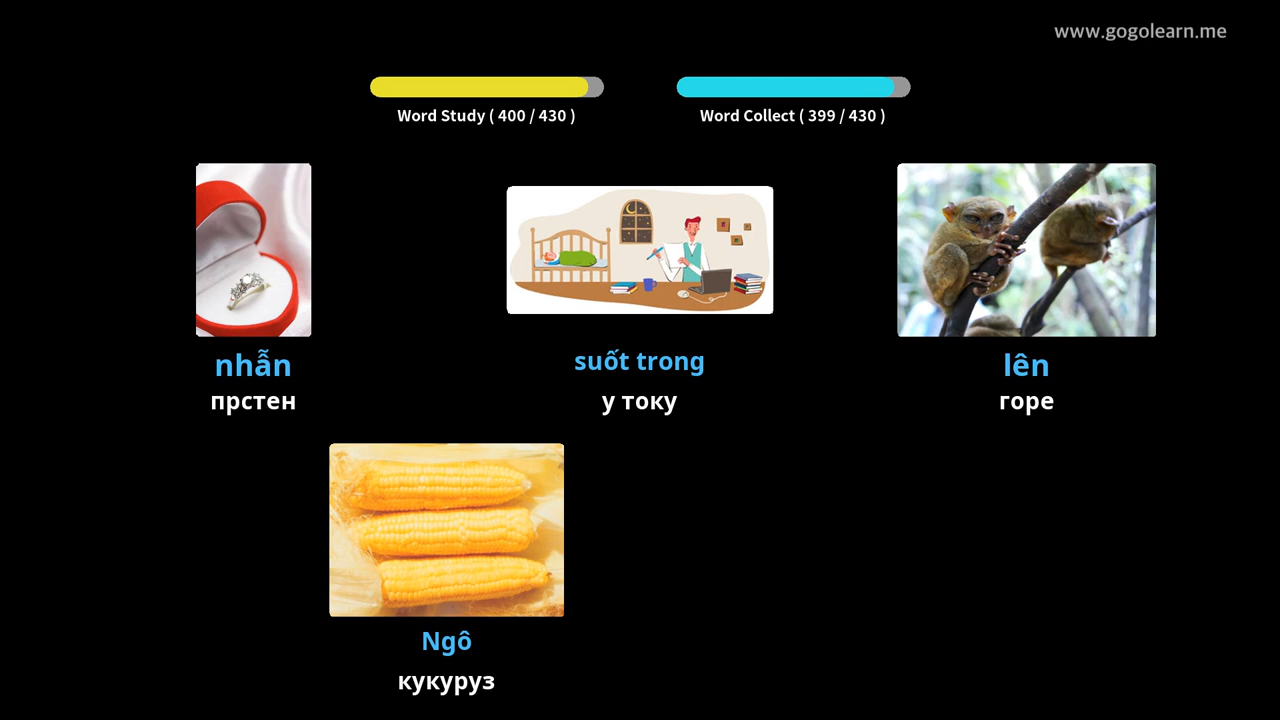 www.gogolearn.me
Word Study ( 400 / 430 )
Word Collect ( 399 / 430 )
nhẫn
прстен
suốt trong
у току
lên
горе
Ngô
кукуруз